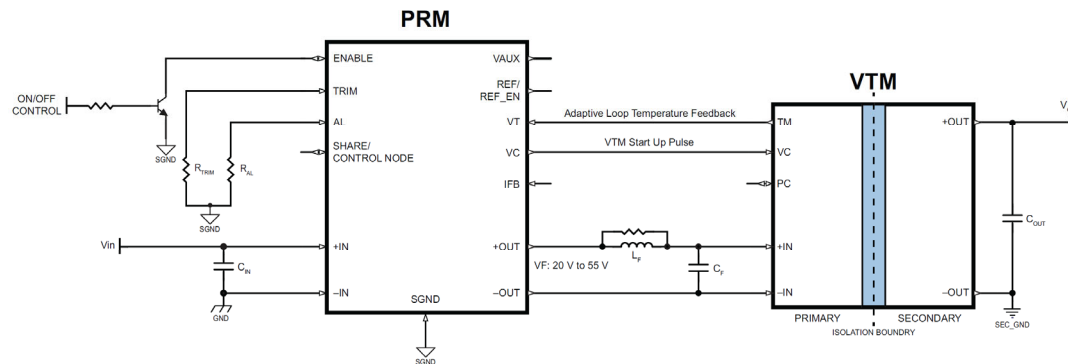 PRM
VTM
ENABLE
TRIM
AL
SHARE/
CONTROL NODE
+IN
–IN
SGND
VAUX
REF/
REF_EN
VT
VC
IFB
+OUT
–OUT
ON/OFF
CONTROL
SGND
R_TRIM
R_AL
SGND
Vin
C_IN
GND
SGND
Adaptive Loop Temperature Feedback
VTM Start Up Pulse
VF: 20 V to 55 V
L_F
C_F
TM
VC
PC
+IN
–IN
+OUT
–OUT
PRIMARY
SECONDARY
ISOLATION BOUNDRY
C_OUT
SEC_GND